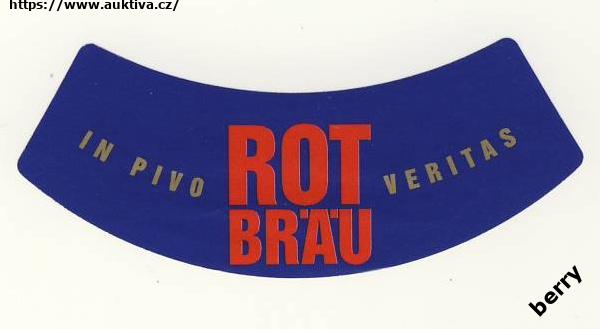 https://www.auktiva.cz/
IN PIVO
ROT
BRÄU
VERITAS
berry